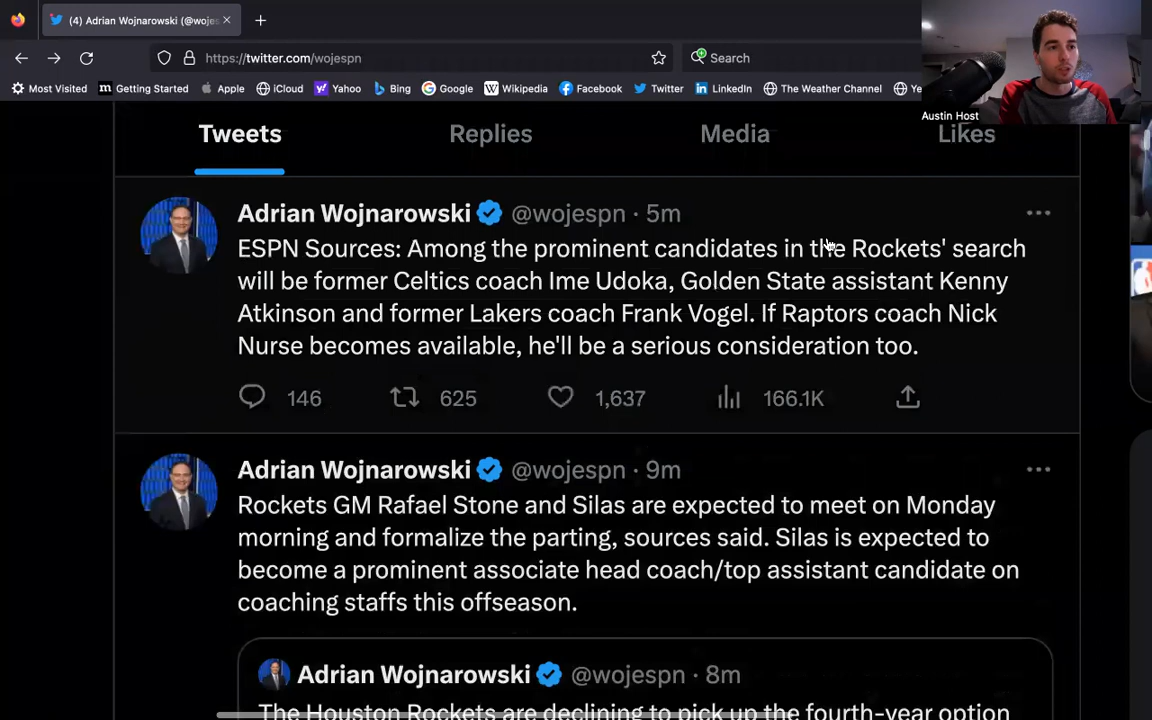 (4) Adrian Wojnarowski (@woje
https://twitter.com/wojespn
Search
Most Visited
Getting Started
Apple
iCloud
Yahoo
Bing
Google
Wikipedia
Facebook
Twitter
LinkedIn
The Weather Channel
Ye
Austin Host
Tweets
Replies
Media
Likes
Adrian Wojnarowski @wojespn · 5m
ESPN Sources: Among the prominent candidates in the Rockets' search
will be former Celtics coach Ime Udoka, Golden State assistant Kenny
Atkinson and former Lakers coach Frank Vogel. If Raptors coach Nick
Nurse becomes available, he'll be a serious consideration too.
146 625 1,637 166.1K
Adrian Wojnarowski @wojespn · 9m
Rockets GM Rafael Stone and Silas are expected to meet on Monday
morning and formalize the parting, sources said. Silas is expected to
become a prominent associate head coach/top assistant candidate on
coaching staffs this offseason.
Adrian Wojnarowski @wojespn · 8m
The Houston Rockets are declining to pick up the fourth-year option